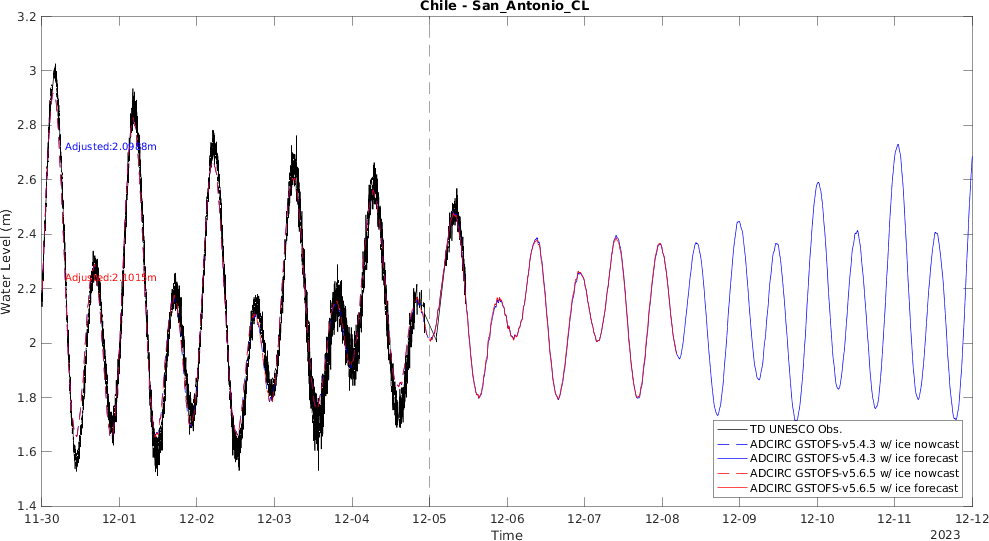 Chile - San_Antonio_CL
3.2
3
2.8
2.6
2.4
2.2
2
1.8
1.6
1.4
Water Level (m)
Adjusted:2.0988m
Adjusted:2.1015m
TD UNESCO Obs.
ADCIRC GSTOFS-v5.4.3 w/ ice nowcast
ADCIRC GSTOFS-v5.4.3 w/ ice forecast
ADCIRC GSTOFS-v5.6.5 w/ ice nowcast
ADCIRC GSTOFS-v5.6.5 w/ ice forecast
11-30 12-01 12-02 12-03 12-04 12-05 12-06 12-07 12-08 12-09 12-10 12-11 12-12
Time
2023